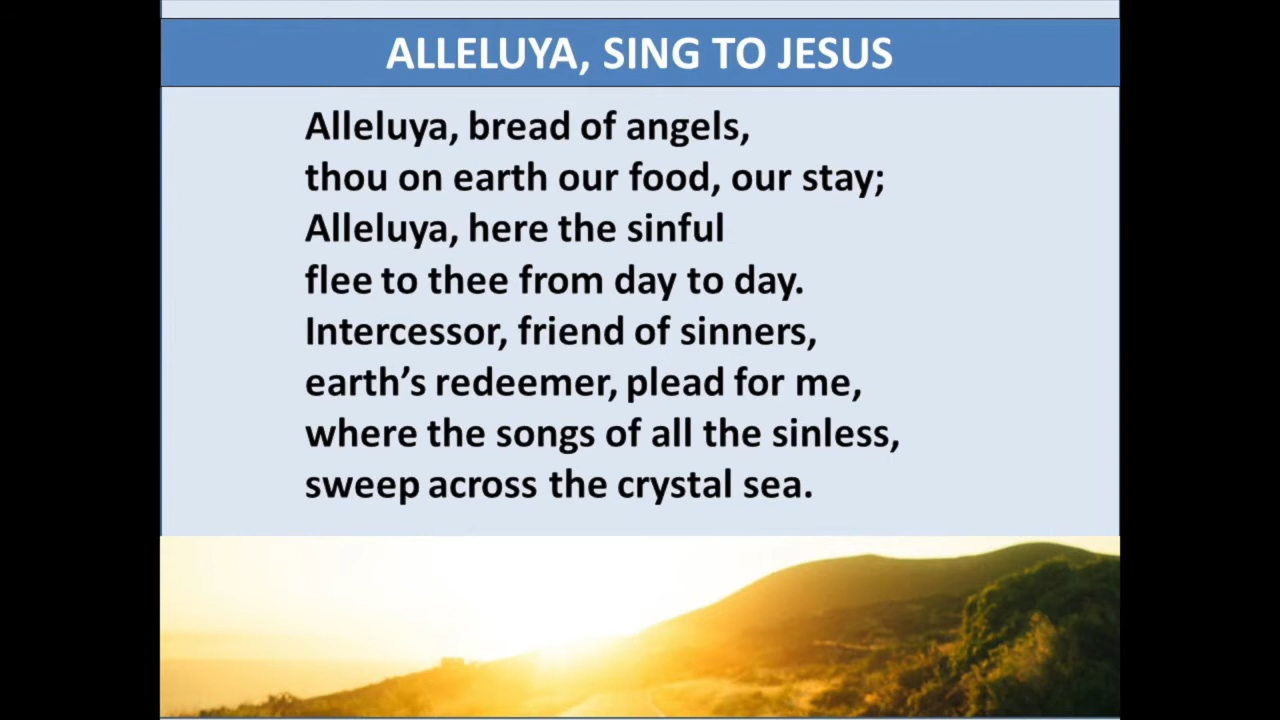 ALLELUYA, SING TO JESUS
Alleluya, bread of angels,
thou on earth our food, our stay;
Alleluya, here the sinful
flee to thee from day to day.
Intercessor, friend of sinners,
earth’s redeemer, plead for me,
where the songs of all the sinless,
sweep across the crystal sea.